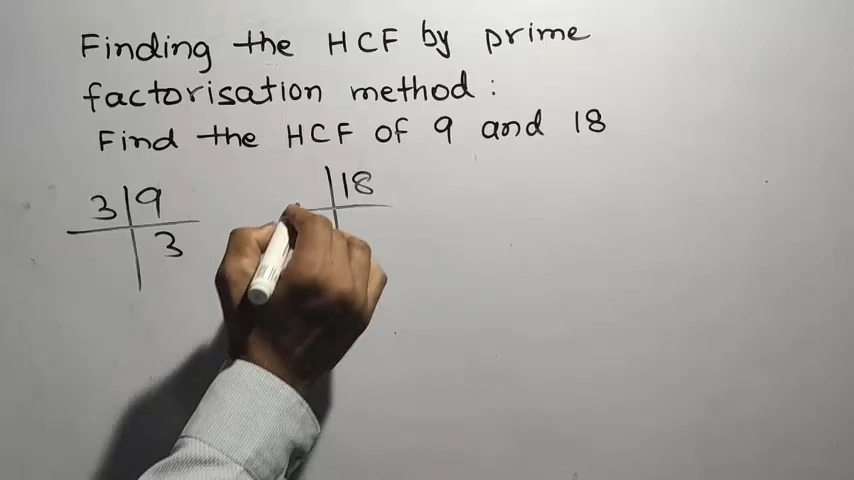 Finding the HCF by prime
factorisation method :
Find the HCF of 9 and 18
3 9
3
18